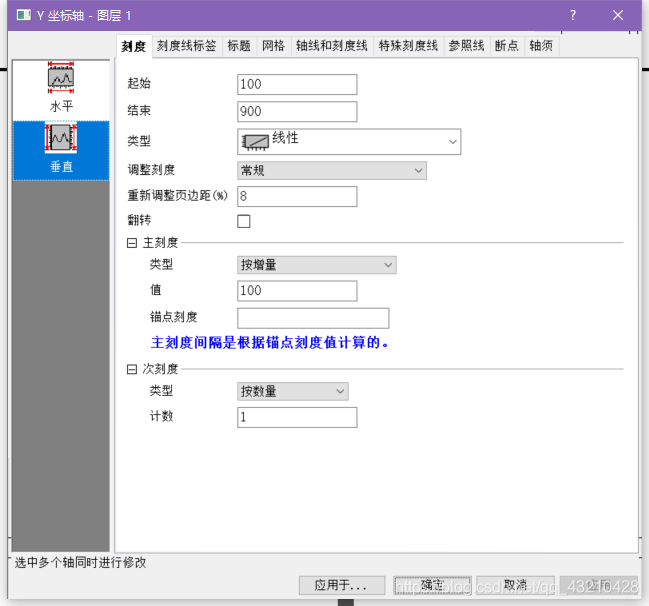 Y 坐标轴 - 图层 1
?
刻度 刻度线标签 标题 网格 轴线和刻度线 特殊刻度线 参照线 断点 轴须
水平
垂直
起始 100
结束 900
类型 线性
调整刻度 常规
重新调整页边距(%) 8
翻转
主刻度
类型 按增量
值 100
锚点刻度
主刻度间隔是根据锚点刻度值计算的。
次刻度
类型 按数量
计数 1
选中多个轴同时进行修改
应用于... 确定 取消